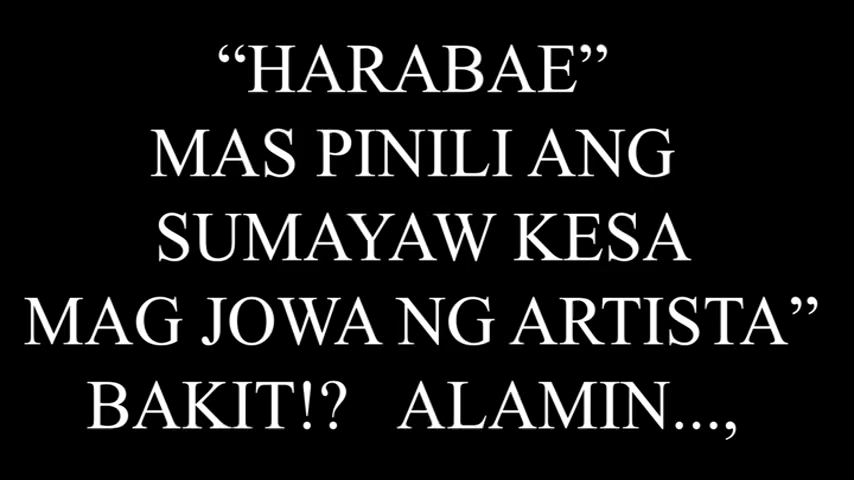 “HARABAE”
MAS PINILI ANG
SUMAYAW KESA
MAG JOWA NG ARTISTA”
BAKIT!? ALAMIN...,